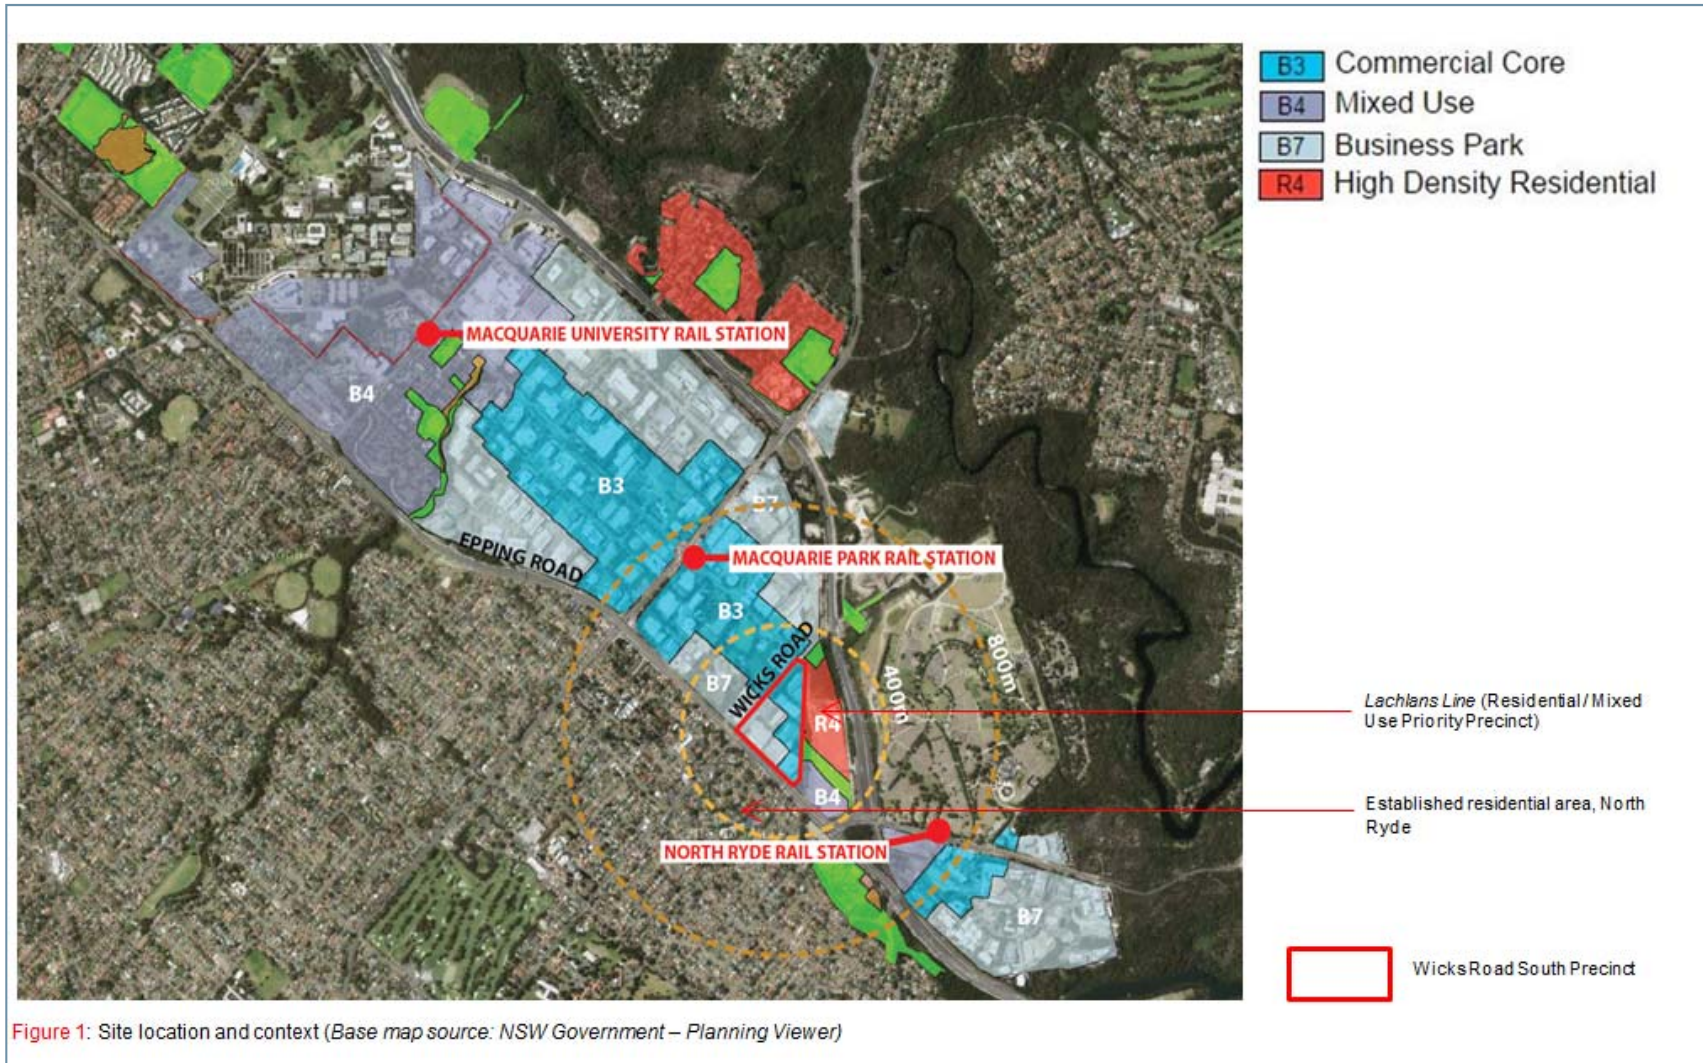 B3 Commercial Core
B4 Mixed Use
B7 Business Park
R4 High Density Residential
MACQUARIE UNIVERSITY RAIL STATION
B4
B3
B7
EPPING ROAD
MACQUARIE PARK RAIL STATION
B3
WICKS ROAD
800m
400m
B7
R4
Lachlans Line (Residential / Mixed
Use Priority Precinct)
B4
Established residential area, North
Ryde
NORTH RYDE RAIL STATION
B7
Wicks Road South Precinct
Figure 1: Site location and context (Base map source: NSW Government – Planning Viewer)